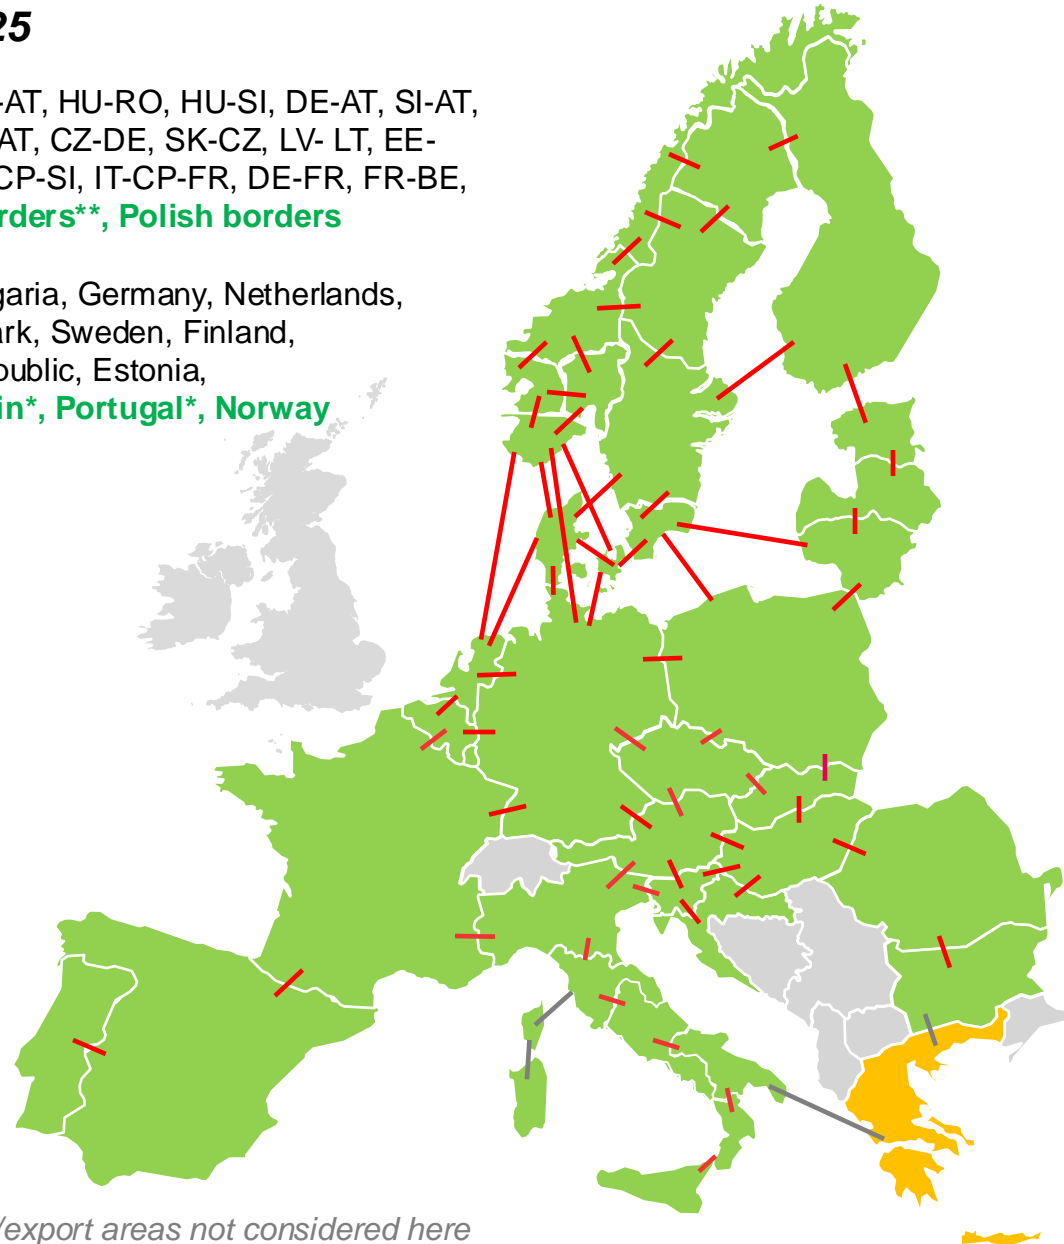 25
-AT, HU-RO, HU-SI, DE-AT, SI-AT,
AT, CZ-DE, SK-CZ, LV- LT, EE-
CP-SI, IT-CP-FR, DE-FR, FR-BE,
rders**, Polish borders
garia, Germany, Netherlands,
ark, Sweden, Finland,
public, Estonia,
in*, Portugal*, Norway
/export areas not considered here